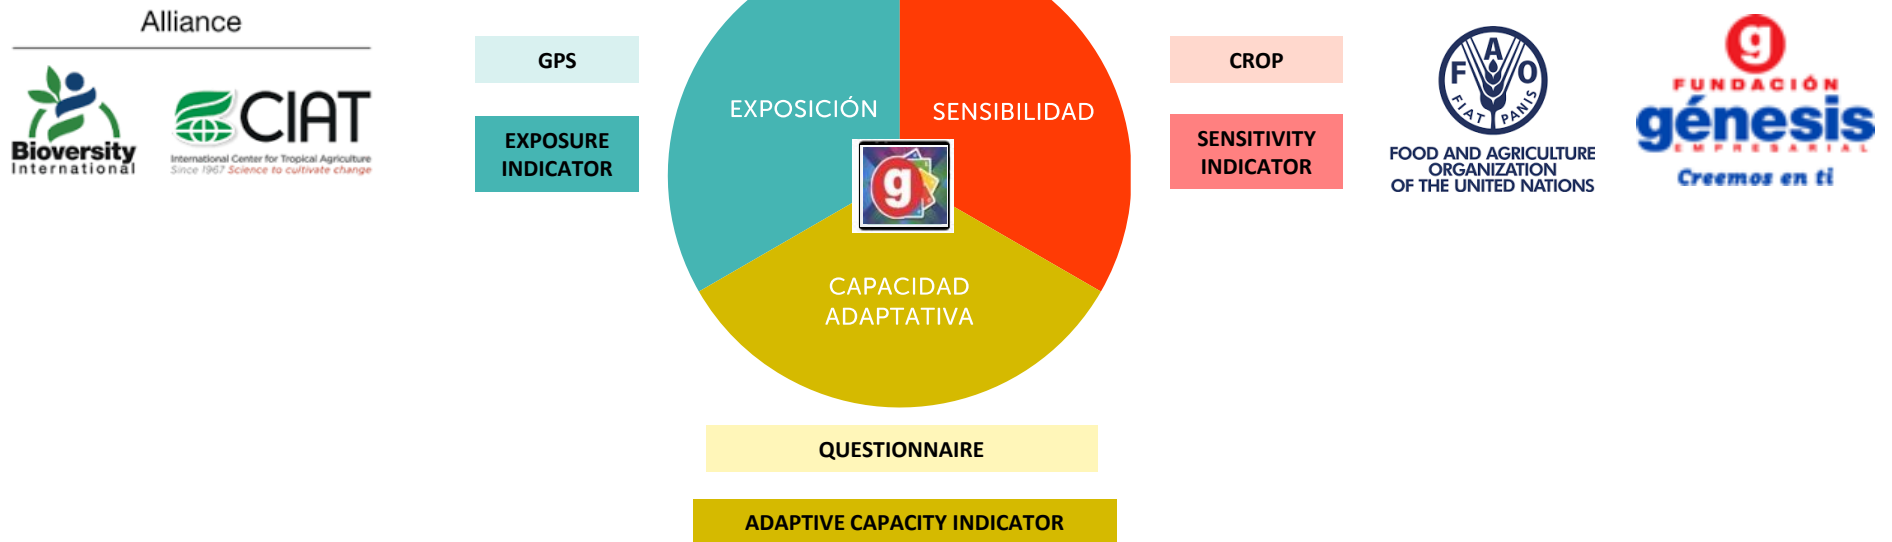 Alliance
Bioversity
International
CIAT
International Center for Tropical Agriculture
Since 1967 Science to cultivate change
GPS
EXPOSURE
INDICATOR
EXPOSICIÓN
SENSIBILIDAD
g
CAPACIDAD
ADAPTATIVA
QUESTIONNAIRE
ADAPTIVE CAPACITY INDICATOR
CROP
SENSITIVITY
INDICATOR
F A O
FIAT PANIS
FOOD AND AGRICULTURE
ORGANIZATION
OF THE UNITED NATIONS
g
FUNDACIÓN
génesis
EMPRESARIAL
Creemos en ti